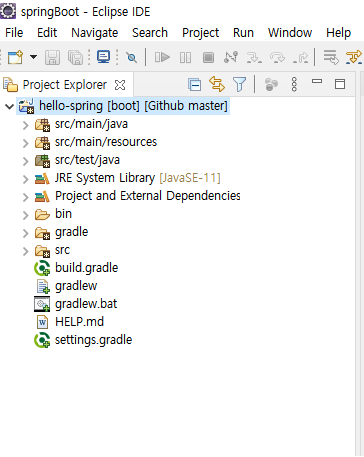 springBoot - Eclipse IDE
File Edit Navigate Search Project Run Window Help
Project Explorer
hello-spring [boot] [Github master]
src/main/java
src/main/resources
src/test/java
JRE System Library [JavaSE-11]
Project and External Dependencies
bin
gradle
src
build.gradle
gradlew
gradlew.bat
HELP.md
settings.gradle